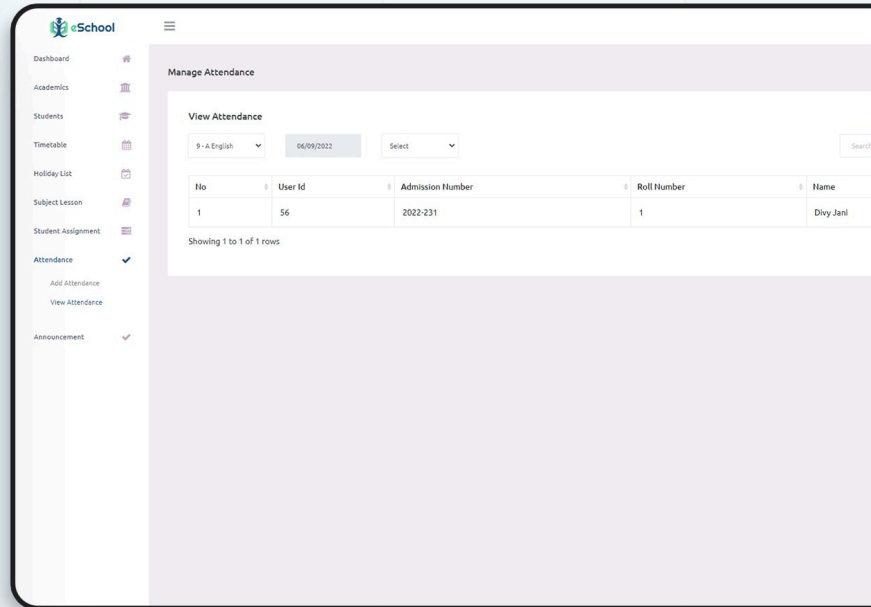 eSchool
Dashboard
Academics
Students
Timetable
Holiday List
Subject Lesson
Student Assignment
Attendance
Add Attendance
View Attendance
Announcement
Manage Attendance
View Attendance
9 - A English
06/09/2022
Select
Search
No User Id Admission Number Roll Number Name
1 56 2022-231 1 Divy Jani
Showing 1 to 1 of 1 rows